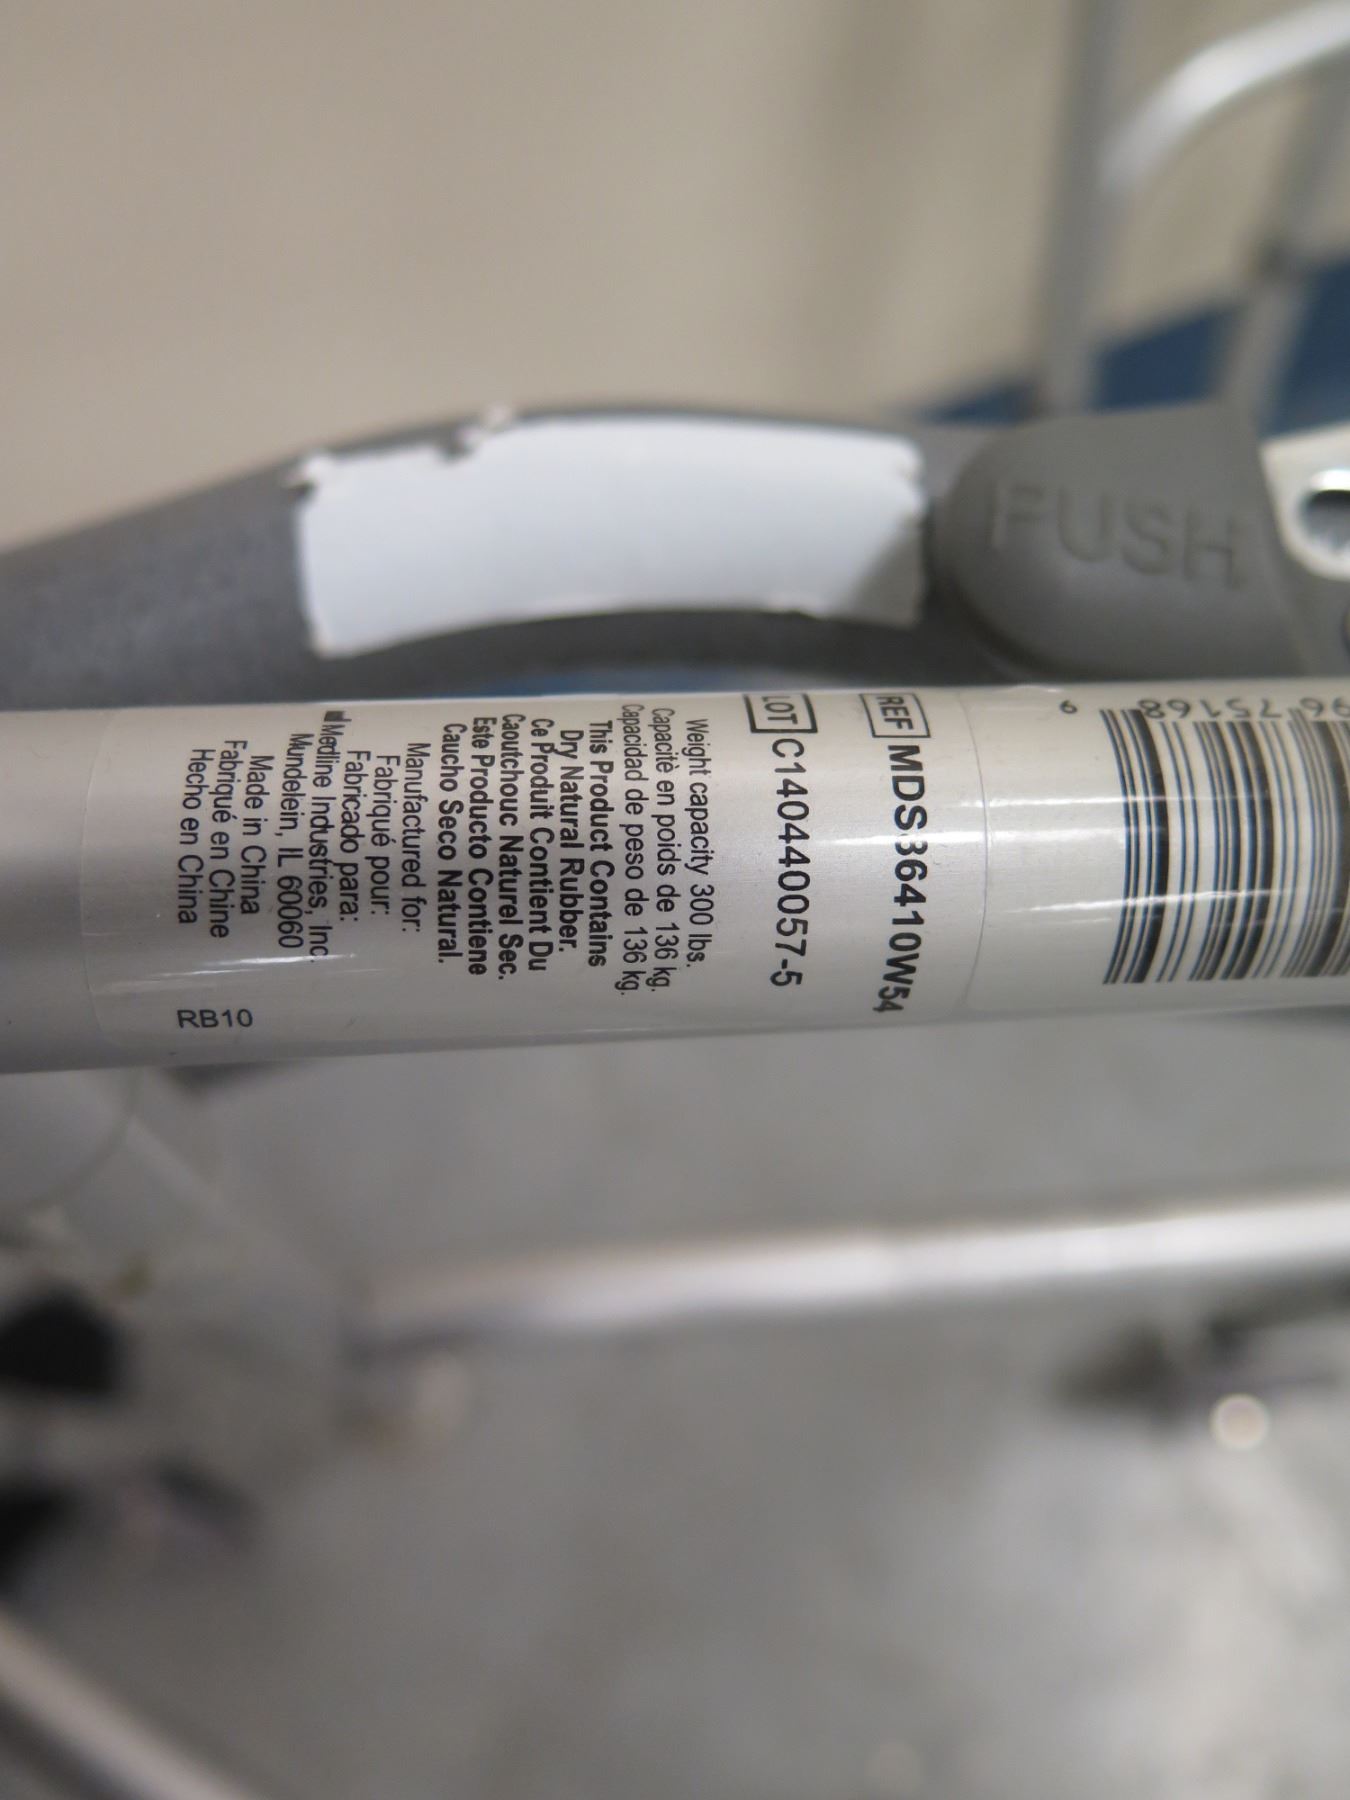 PUSH
REF MDS86410W54
LOT C140440057-5
Weight capacity 300 lbs.
Capacité en poids de 136 kg.
Capacidad de peso de 136 kg.
This Product Contains
Dry Natural Rubber.
Ce Produit Contient Du
Caoutchouc Naturel Sec.
Este Producto Contiene
Caucho Seco Natural.
Manufactured for:
Fabriqué pour:
Fabricado para:
Medline Industries, Inc.
Mundelein, IL 60060
Made in China
Fabriqué en Chine
Hecho en China
RB10